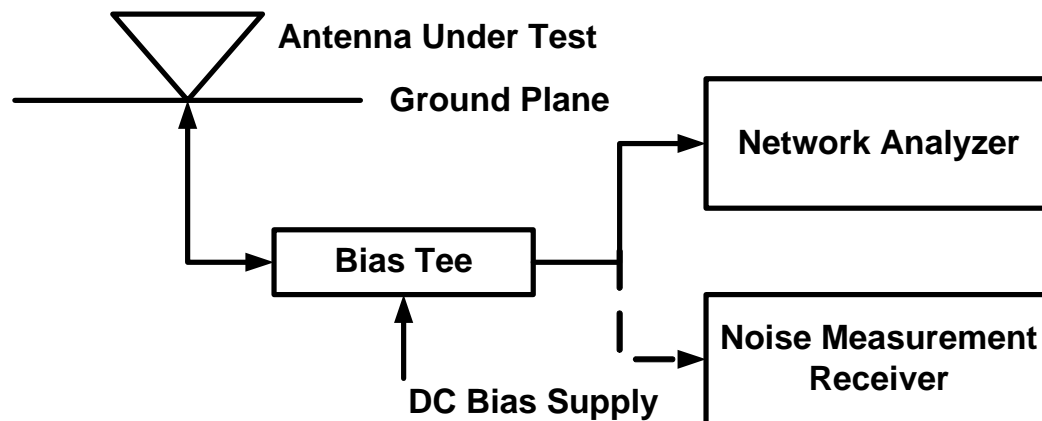 Antenna Under Test
Ground Plane
Network Analyzer
Bias Tee
Noise Measurement
Receiver
DC Bias Supply